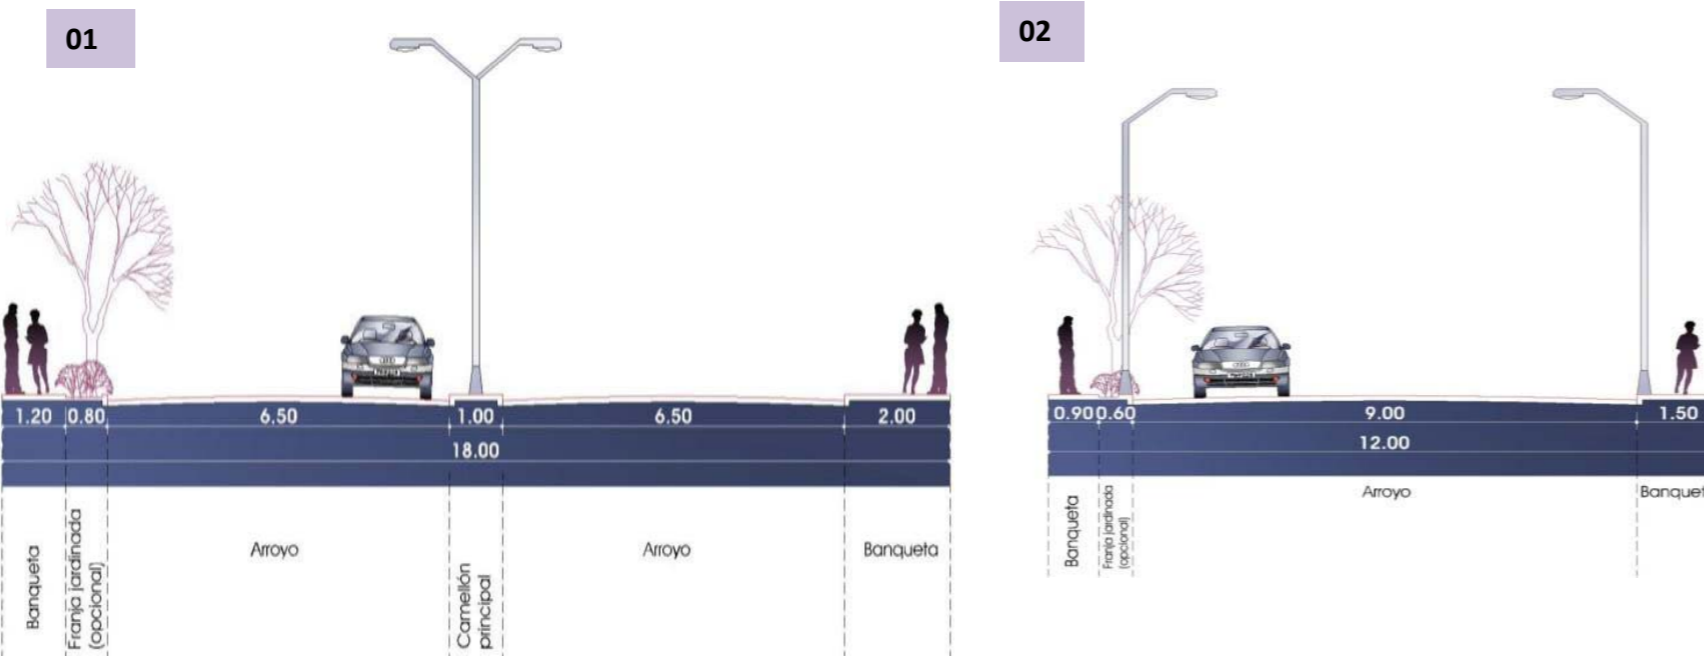 01
1.20 0.80 6.50 1.00 6.50 2.00
18.00
Banqueta
Franja jardinada
(opcional)
Arroyo
Camellón
principal
Arroyo
Banqueta
02
0.90 0.60 9.00 1.50
12.00
Banqueta
Franja jardinada
(opcional)
Arroyo
Banquet